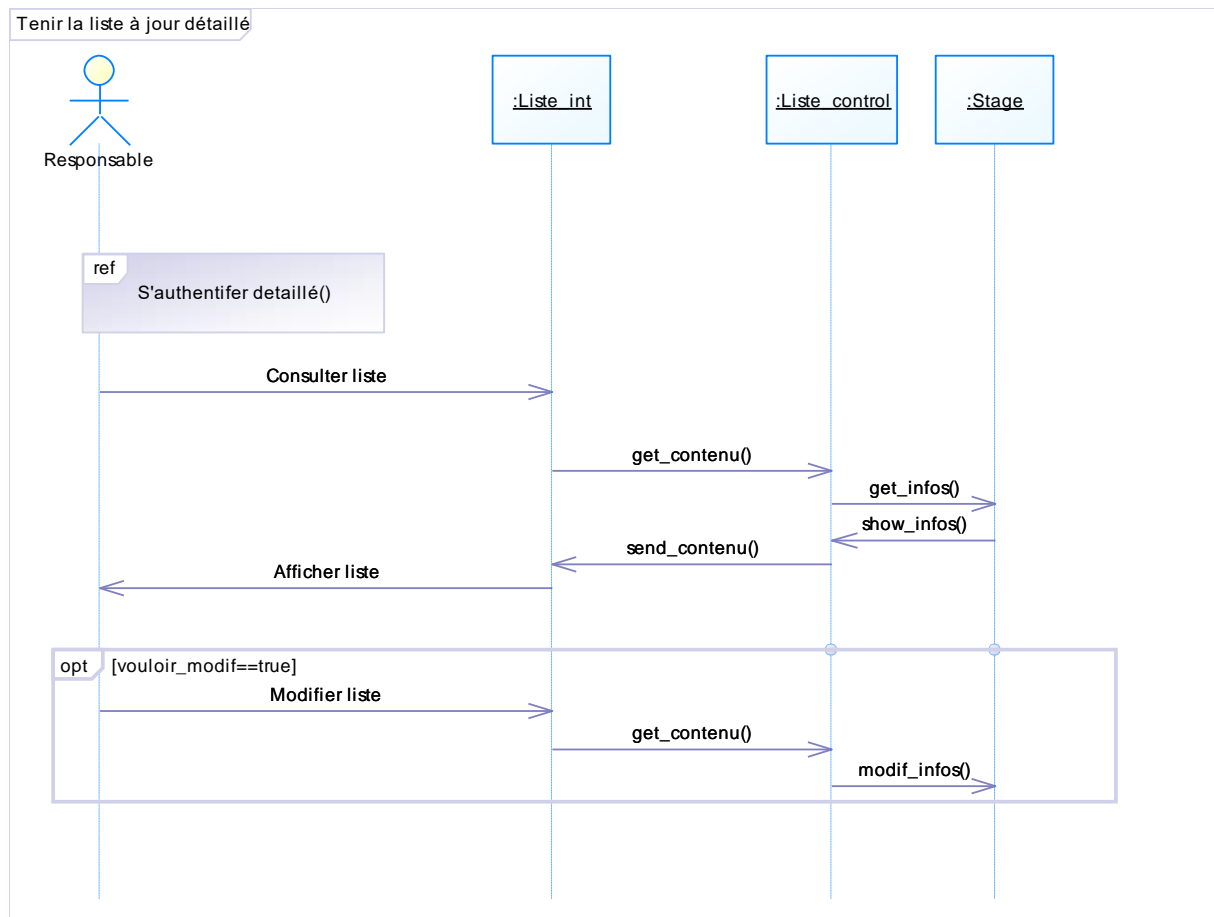 Tenir la liste à jour détaillé
:Liste_int
:Liste_control
:Stage
Responsable
ref
S'authentifer detaillé()
Consulter liste
get_contenu()
get_infos()
show_infos()
send_contenu()
Afficher liste
opt
[vouloir_modif==true]
Modifier liste
get_contenu()
modif_infos()